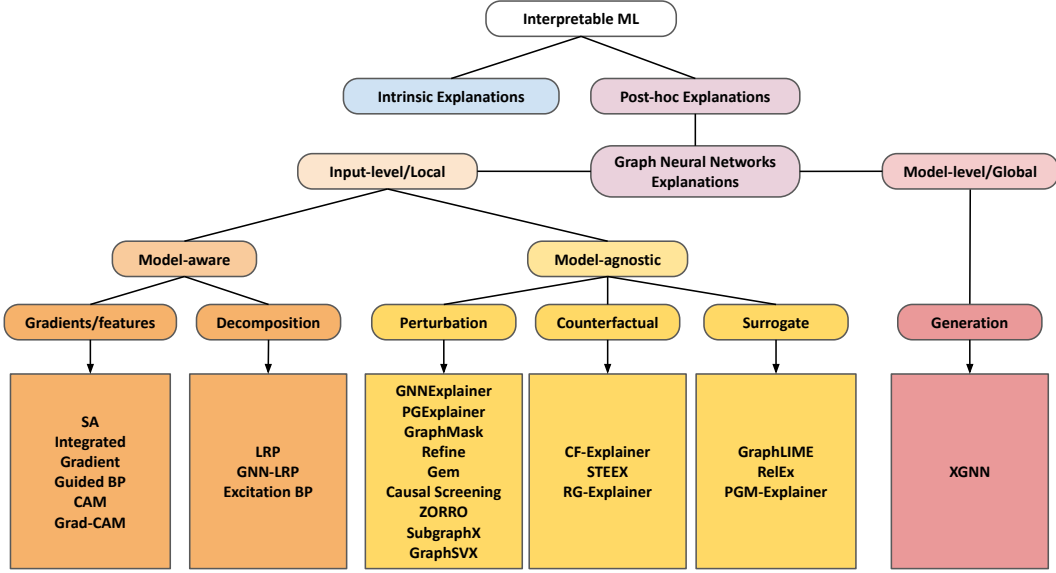 Interpretable ML
Intrinsic Explanations
Post-hoc Explanations
Input-level/Local
Graph Neural Networks
Explanations
Model-level/Global
Model-aware
Model-agnostic
Gradients/features
Decomposition
Perturbation
Counterfactual
Surrogate
Generation
SA
Integrated
Gradient
Guided BP
CAM
Grad-CAM
LRP
GNN-LRP
Excitation BP
GNNExplainer
PGExplainer
GraphMask
Refine
Gem
Causal Screening
ZORRO
SubgraphX
GraphSVX
CF-Explainer
STEEX
RG-Explainer
GraphLIME
RelEx
PGM-Explainer
XGNN